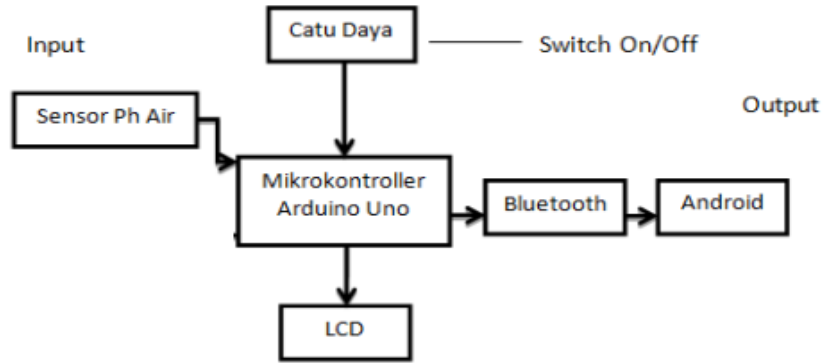 Input
Catu Daya
Switch On/Off
Sensor Ph Air
Output
Mikrokontroller
Arduino Uno
Bluetooth
Android
LCD